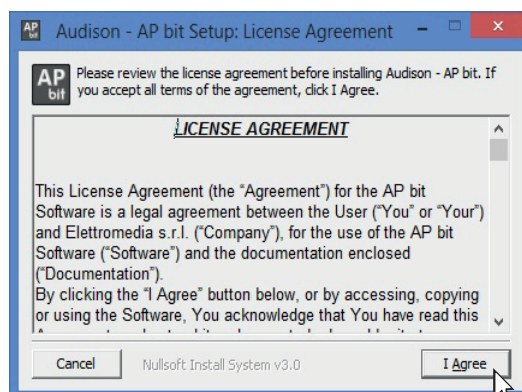 AP
bit
Audison - AP bit Setup: License Agreement
AP
bit
Please review the license agreement before installing Audison - AP bit. If
you accept all terms of the agreement, click I Agree.
LICENSE AGREEMENT
This License Agreement (the “Agreement”) for the AP bit
Software is a legal agreement between the User (“You” or “Your”)
and Elettromedia s.r.l. (“Company”), for the use of the AP bit
Software (“Software”) and the documentation enclosed
(“Documentation”).
By clicking the “I Agree” button below, or by accessing, copying
or using the Software, You acknowledge that You have read this
Cancel
Nullsoft Install System v3.0
I Agree